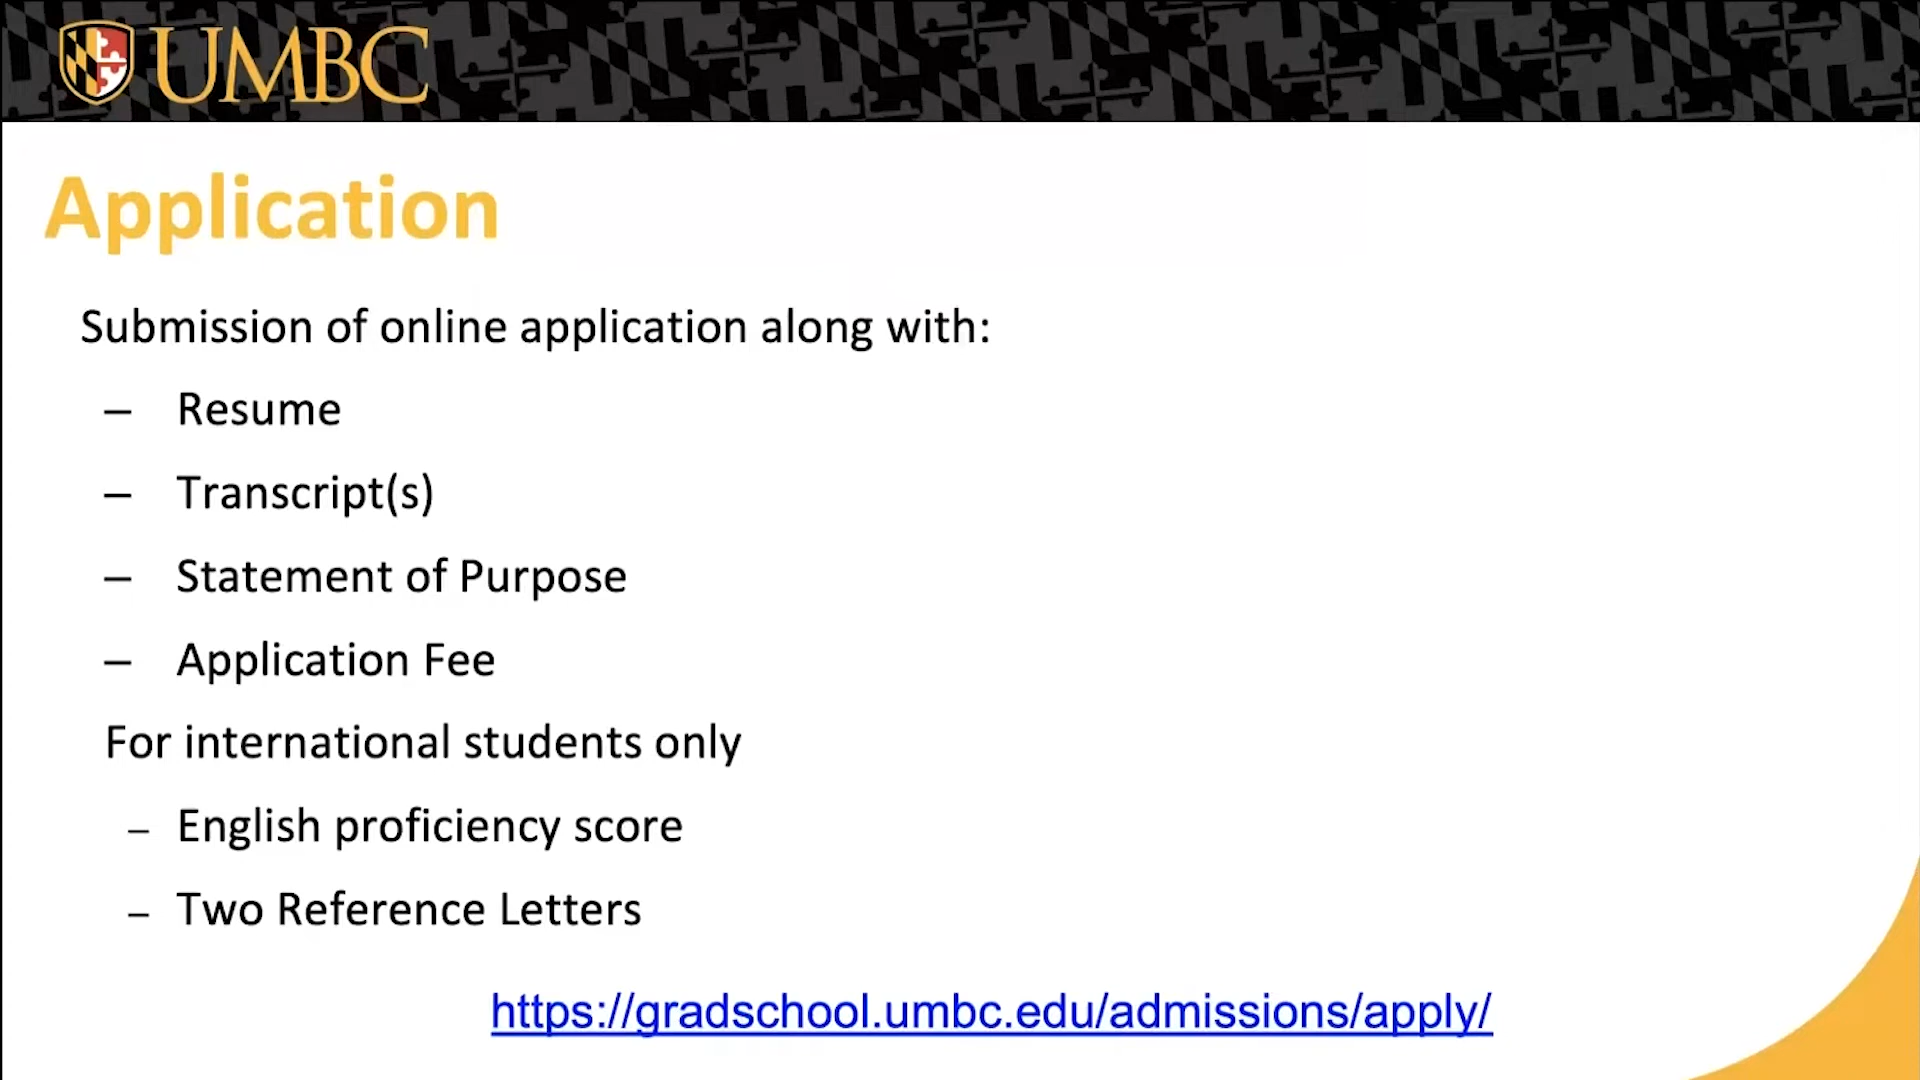 UMBC
Application
Submission of online application along with:
– Resume
– Transcript(s)
– Statement of Purpose
– Application Fee
For international students only
– English proficiency score
– Two Reference Letters
https://gradschool.umbc.edu/admissions/apply/